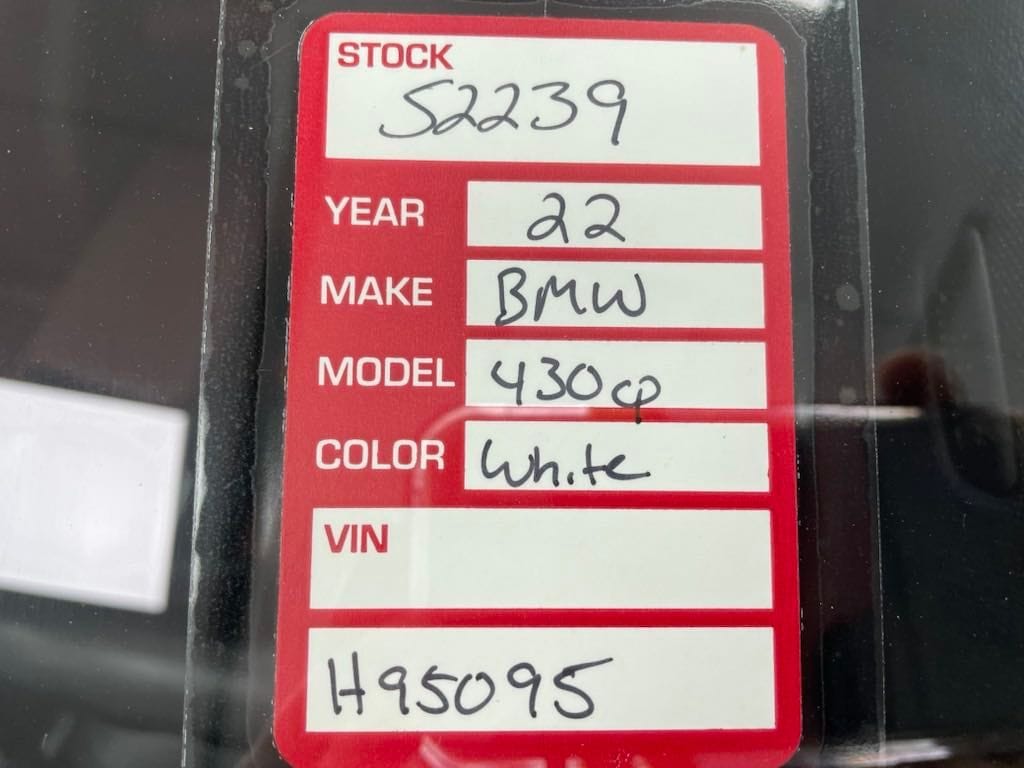 STOCK
S2239
YEAR 22
MAKE BMW
MODEL 430cp
COLOR White
VIN
H95095